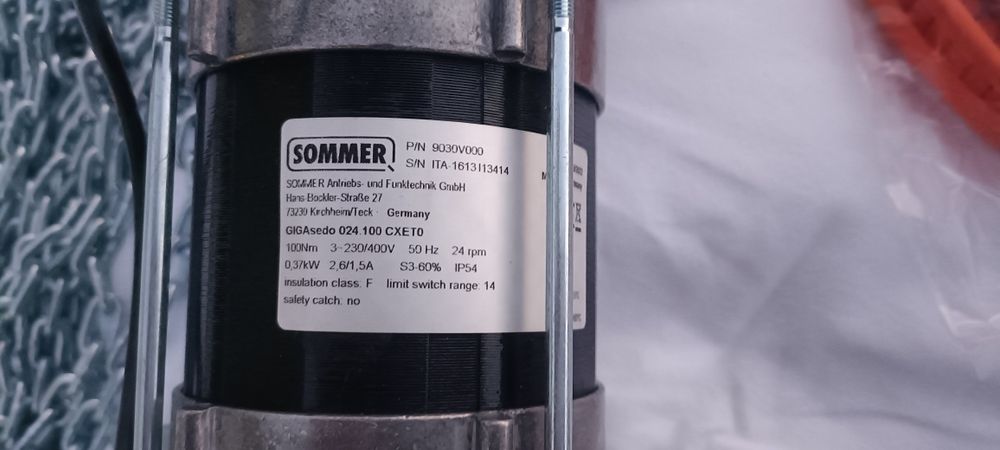 SOMMER
P/N 9030V000
S/N ITA-1613I13414
SOMMER Antriebs- und Funktechnik GmbH
Hans-Böckler-Straße 27
73230 Kirchheim/Teck · Germany
GIGAsedo 024.100 CXET0
100Nm 3~230/400V 50 Hz 24 rpm
0,37kW 2,6/1,5A S3-60% IP54
insulation class: F limit switch range: 14
safety catch: no